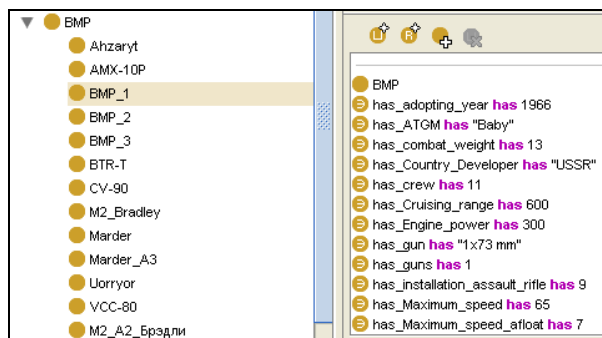 BMP
Ahzaryt
AMX-10P
BMP_1
BMP_2
BMP_3
BTR-T
CV-90
M2_Bradley
Marder
Marder_A3
Uorryor
VCC-80
M2_A2_Брэдли
BMP
has_adopting_year has 1966
has_ATGM has "Baby"
has_combat_weight has 13
has_Country_Developer has "USSR"
has_crew has 11
has_Cruising_range has 600
has_Engine_power has 300
has_gun has "1x73 mm"
has_guns has 1
has_installation_assault_rifle has 9
has_Maximum_speed has 65
has_Maximum_speed_afloat has 7